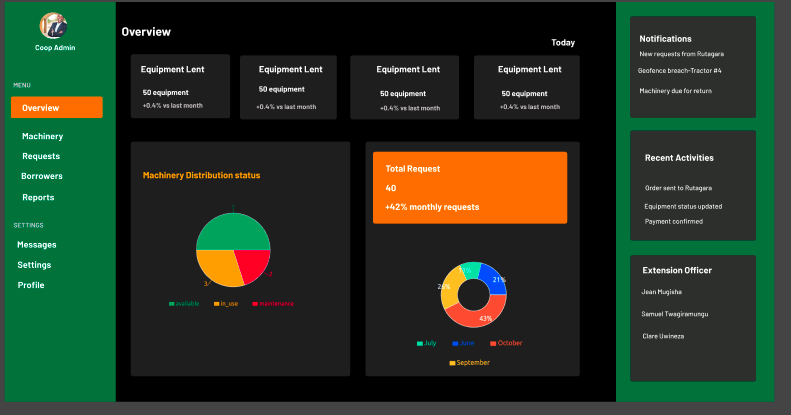 Coop Admin
MENU
Overview
Machinery
Requests
Borrowers
Reports
SETTINGS
Messages
Settings
Profile
Overview
Today
Equipment Lent
50 equipment
+0.4% vs last month
Equipment Lent
50 equipment
+0.4% vs last month
Equipment Lent
50 equipment
+0.4% vs last month
Equipment Lent
50 equipment
+0.4% vs last month
Machinery Distribution status
3
2
available
in_use
maintenance
Total Request
40
+42% monthly requests
21%
43%
July
June
October
September
Notifications
New requests from Rutagara
Geofence breach-Tractor #4
Machinery due for return
Recent Activities
Order sent to Rutagara
Equipment status updated
Payment confirmed
Extension Officer
Jean Mugisha
Samuel Twagiramungu
Clare Uwineza